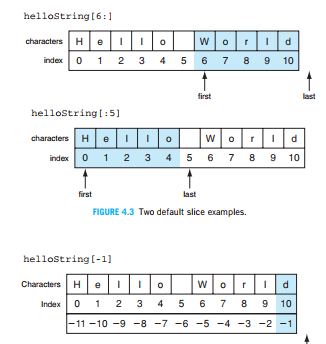 helloString[6:]
characters H e l l o W o r l d
index 0 1 2 3 4 5 6 7 8 9 10
first last
helloString[:5]
characters H e l l o W o r l d
index 0 1 2 3 4 5 6 7 8 9 10
first last
FIGURE 4.3 Two default slice examples.
helloString[-1]
Characters H e l l o W o r l d
Index 0 1 2 3 4 5 6 7 8 9 10
-11 -10 -9 -8 -7 -6 -5 -4 -3 -2 -1